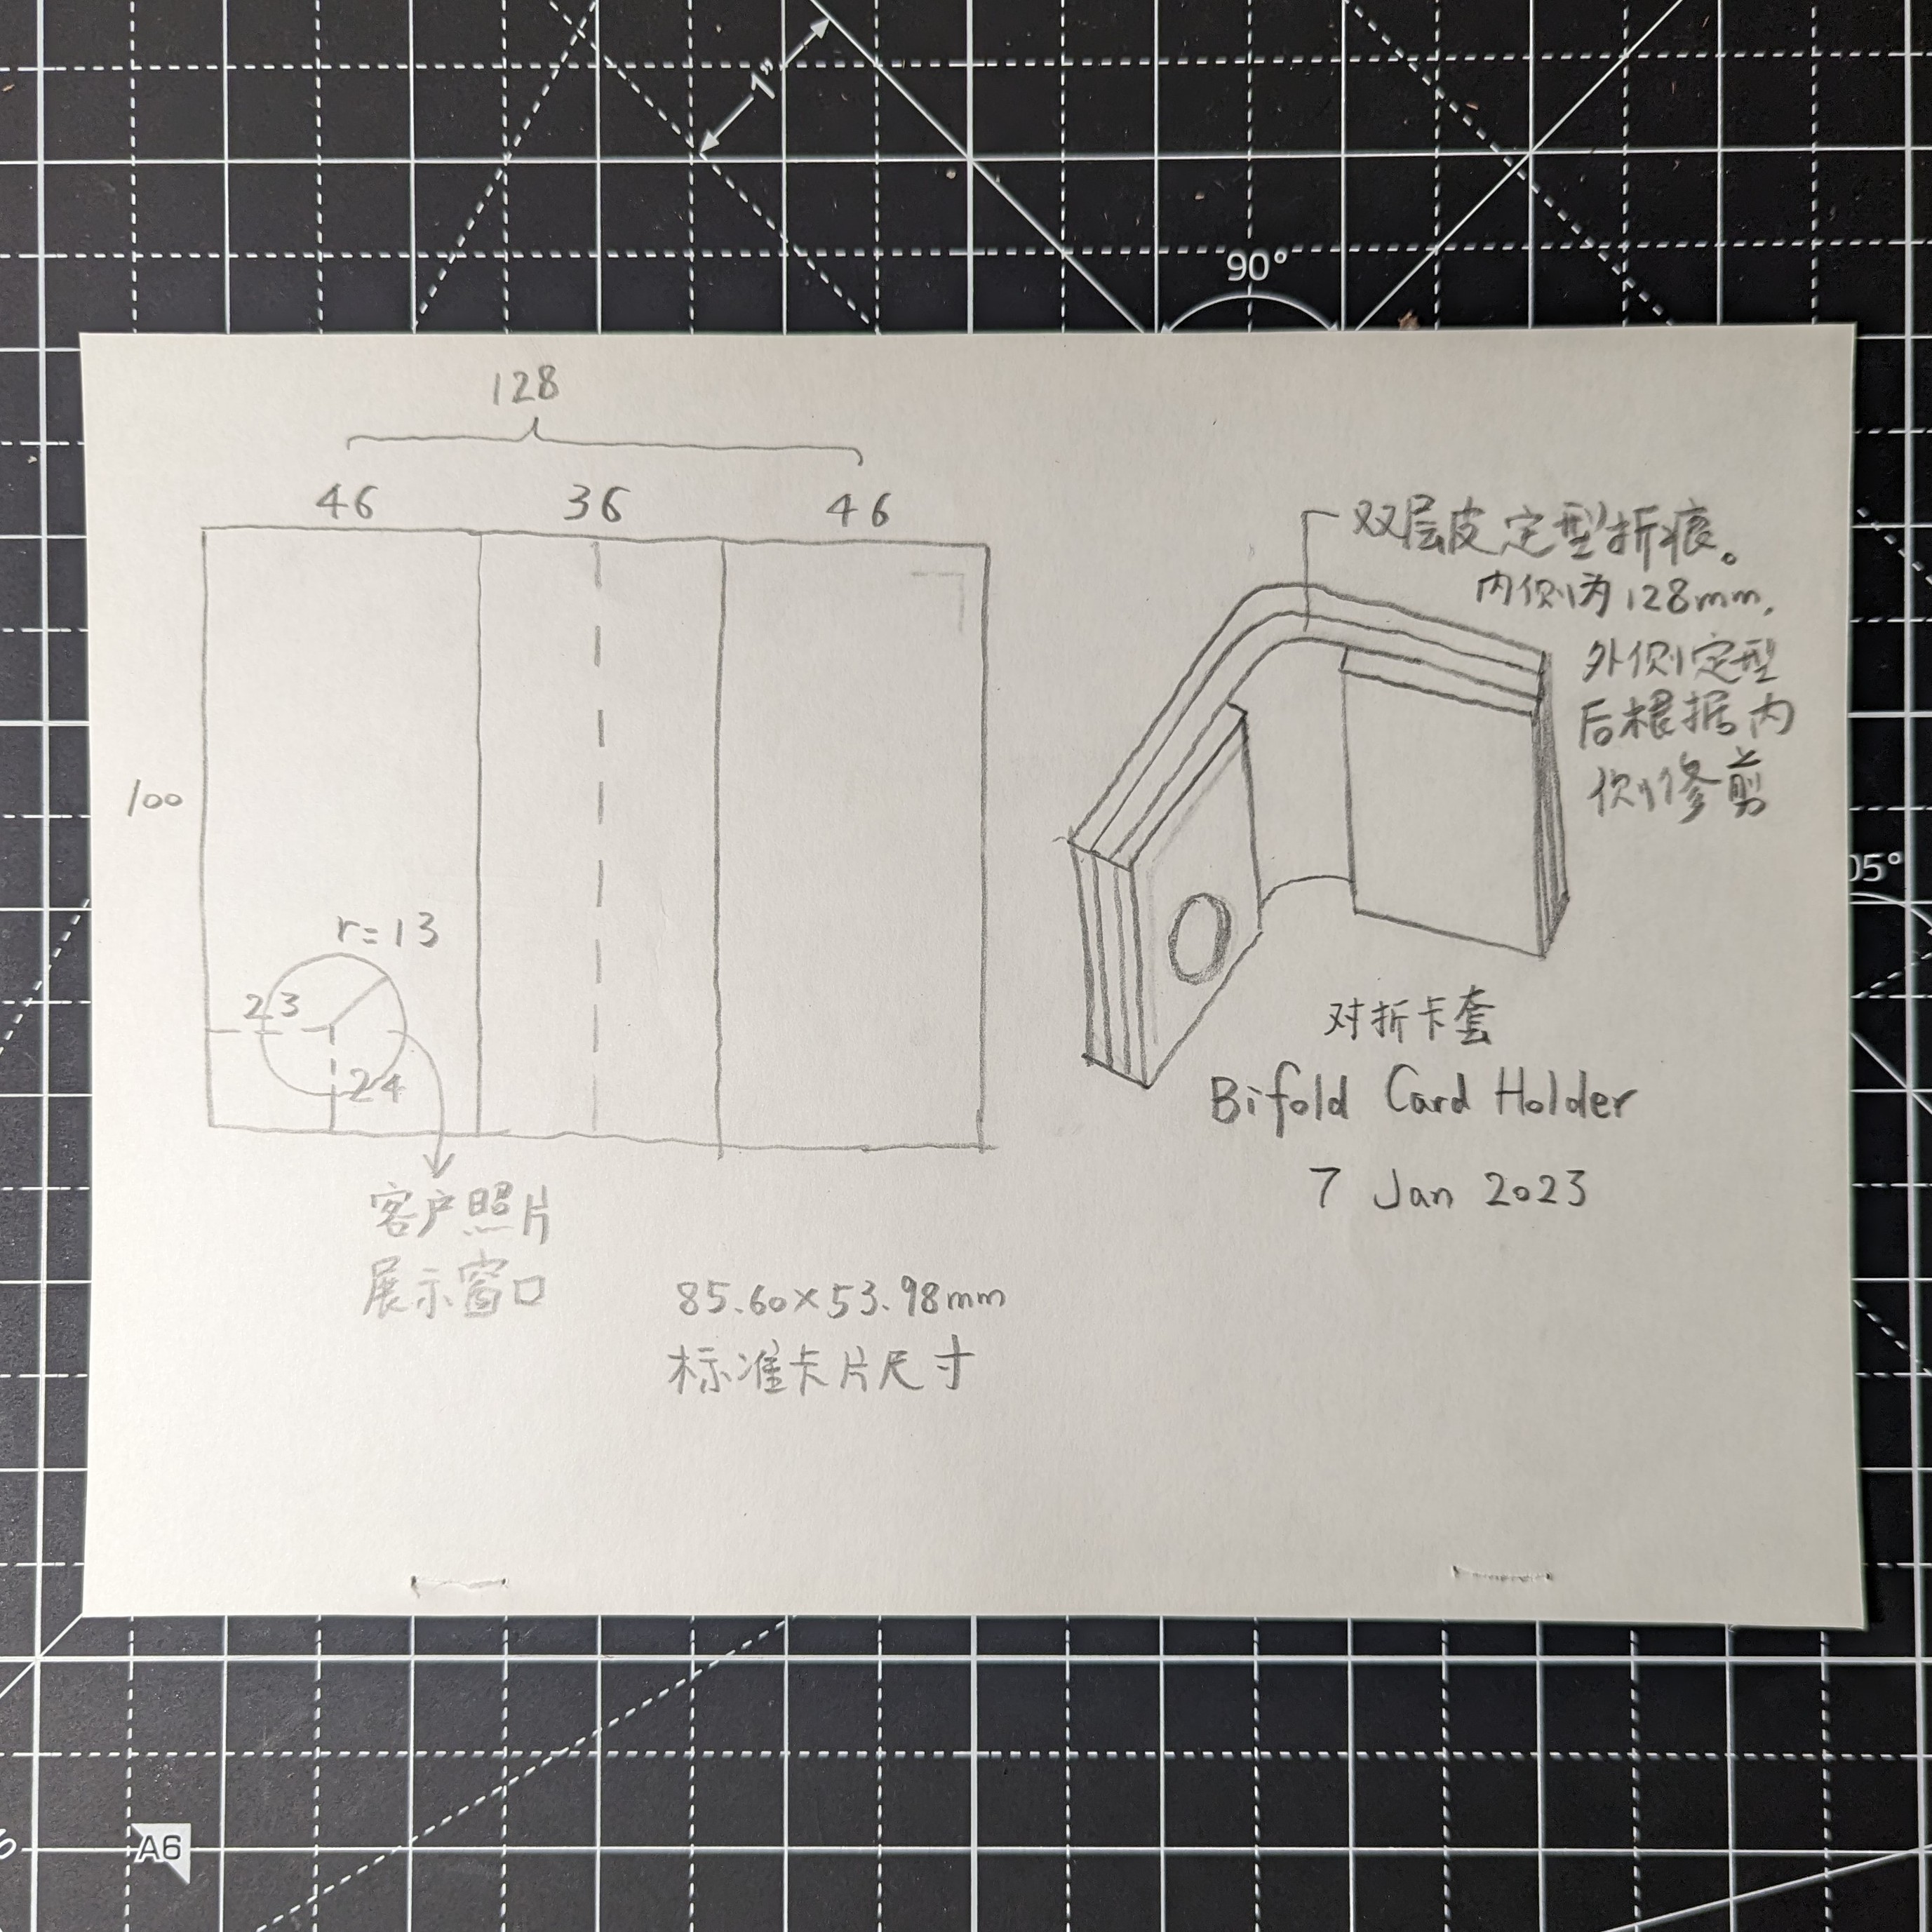 1"
90°
128
46 36 46
100
r=13
23
24
客户照片
展示窗口
85.60×53.98mm
标准卡片尺寸
双层皮定型折痕。
内侧为128mm,
外侧定型
后根据内
侧修剪
对折卡套
Bifold Card Holder
7 Jan 2023
05°
A6